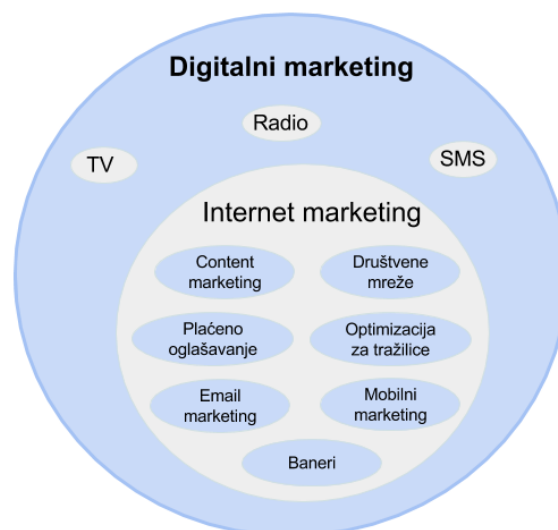 Digitalni marketing
Radio
TV
SMS
Internet marketing
Content
marketing
Društvene
mreže
Plaćeno
oglašavanje
Optimizacija
za tražilice
Email
marketing
Mobilni
marketing
Baneri